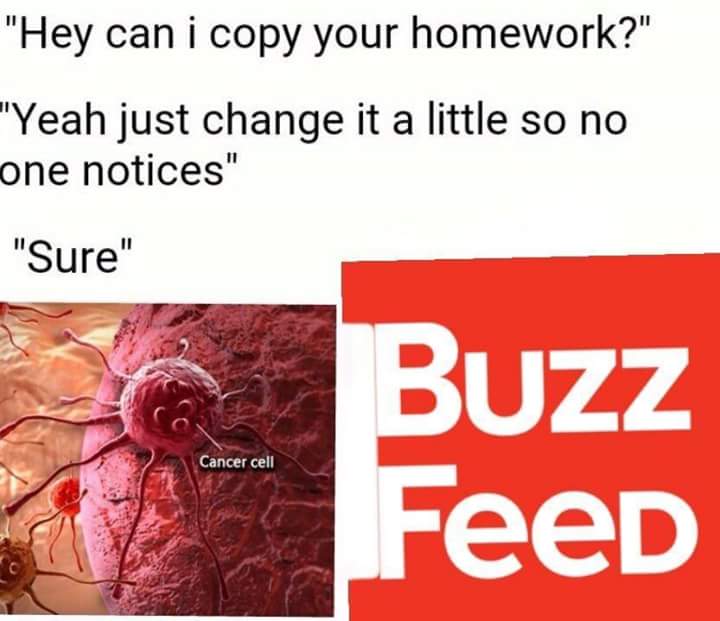 "Hey can i copy your homework?"
"Yeah just change it a little so no
one notices"
"Sure"
Cancer cell
BUZZ
FeeD